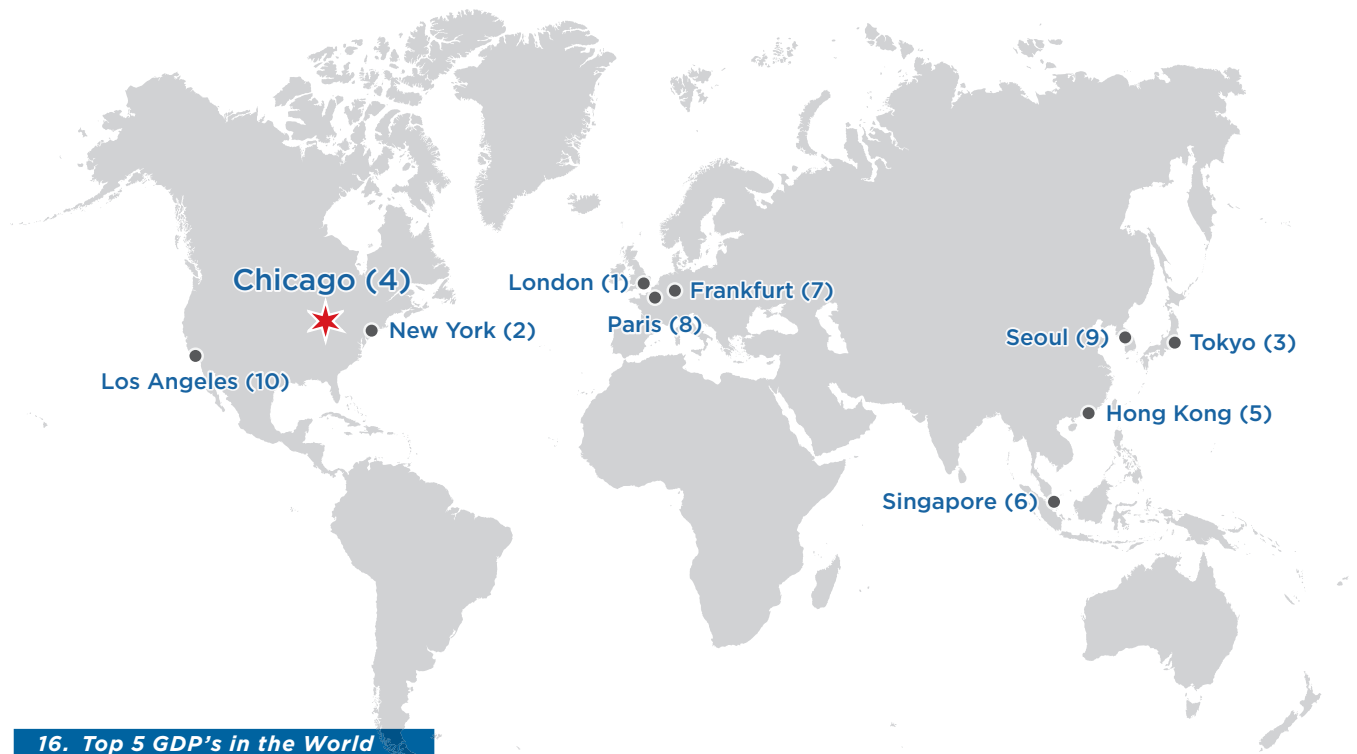 Chicago (4)
London (1)
Frankfurt (7)
Paris (8)
New York (2)
Seoul (9)
Tokyo (3)
Los Angeles (10)
Hong Kong (5)
Singapore (6)
16. Top 5 GDP's in the World